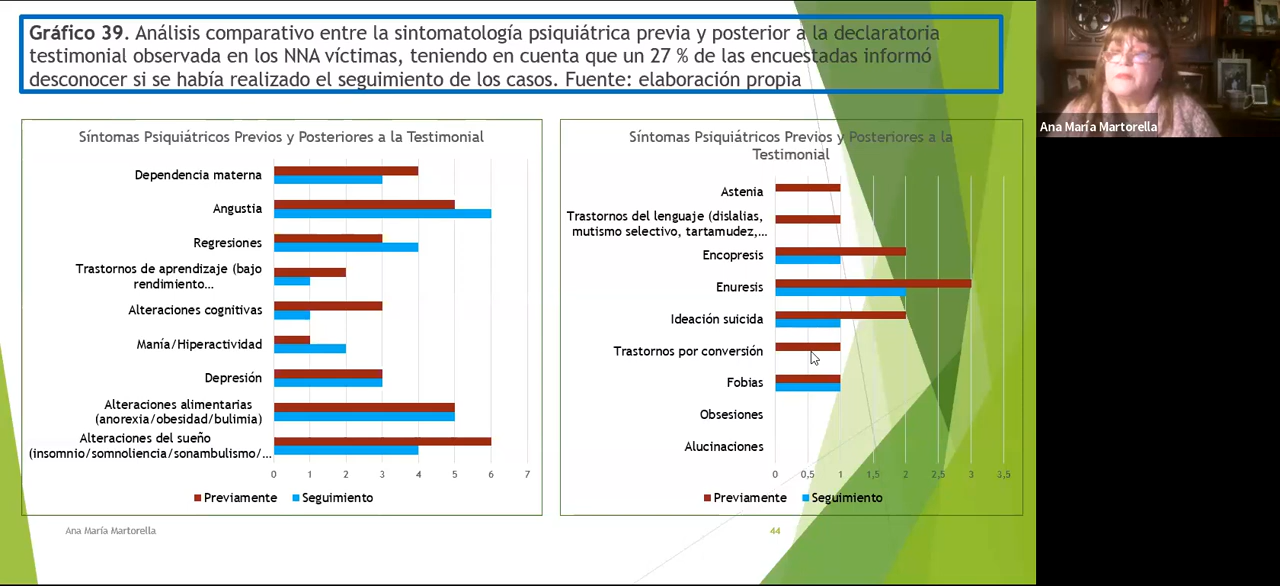 Gráfico 39. Análisis comparativo entre la sintomatología psiquiátrica previa y posterior a la declaratoria
testimonial observada en los NNA víctimas, teniendo en cuenta que un 27 % de las encuestadas informó
desconocer si se había realizado el seguimiento de los casos. Fuente: elaboración propia
Síntomas Psiquiátricos Previos y Posteriores a la Testimonial
Dependencia materna
Angustia
Regresiones
Trastornos de aprendizaje (bajo
rendimiento...
Alteraciones cognitivas
Manía/Hiperactividad
Depresión
Alteraciones alimentarias
(anorexia/obesidad/bulimia)
Alteraciones del sueño
(insomnio/somnoliencia/sonambulismo/...
0 1 2 3 4 5 6 7
Previamente Seguimiento
Síntomas Psiquiátricos Previos y Posteriores a la
Testimonial
Astenia
Trastornos del lenguaje (dislalias,
mutismo selectivo, tartamudez,...
Encopresis
Enuresis
Ideación suicida
Trastornos por conversión
Fobias
Obsesiones
Alucinaciones
0 0,5 1 1,5 2 2,5 3 3,5
Previamente Seguimiento
Ana María Martorella
44
Ana María Martorella